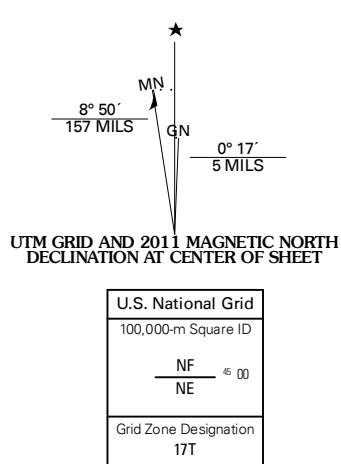 ★
MN
8° 50´
157 MILS
GN
0° 17´
5 MILS
UTM GRID AND 2011 MAGNETIC NORTH
DECLINATION AT CENTER OF SHEET
U.S. National Grid
100,000-m Square ID
NF
45 00
NE
Grid Zone Designation
17T